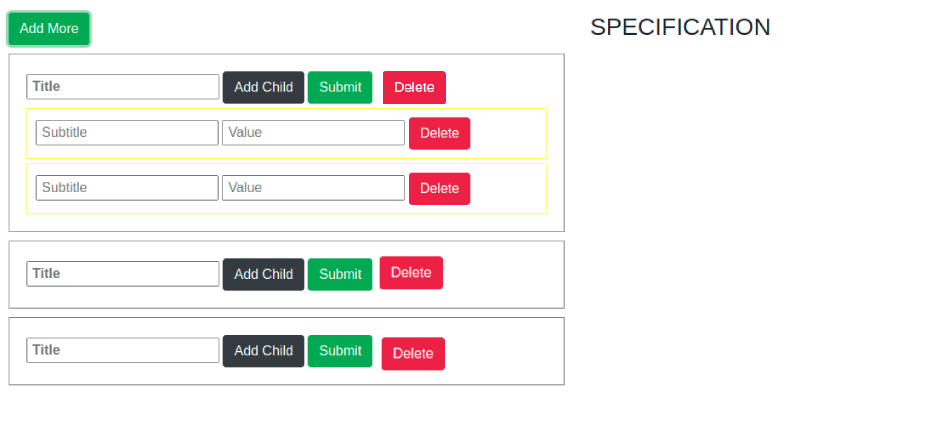 Add More
SPECIFICATION
Title Add Child Submit Delete
Subtitle Value Delete
Subtitle Value Delete
Title Add Child Submit Delete
Title Add Child Submit Delete